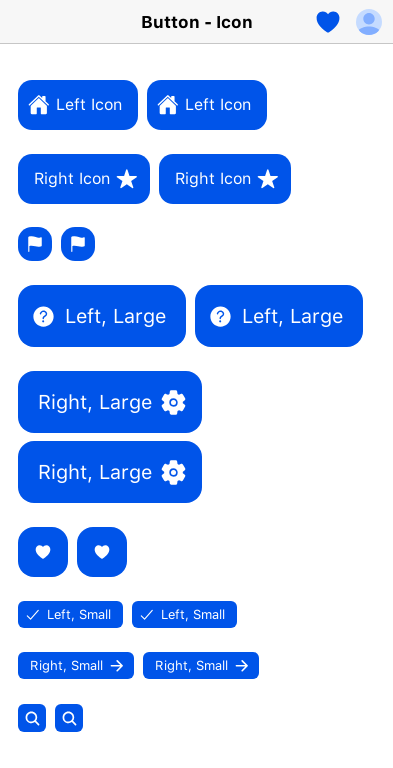 Button - Icon
Left Icon Left Icon
Right Icon Right Icon
Left, Large Left, Large
Right, Large
Right, Large
Left, Small Left, Small
Right, Small Right, Small